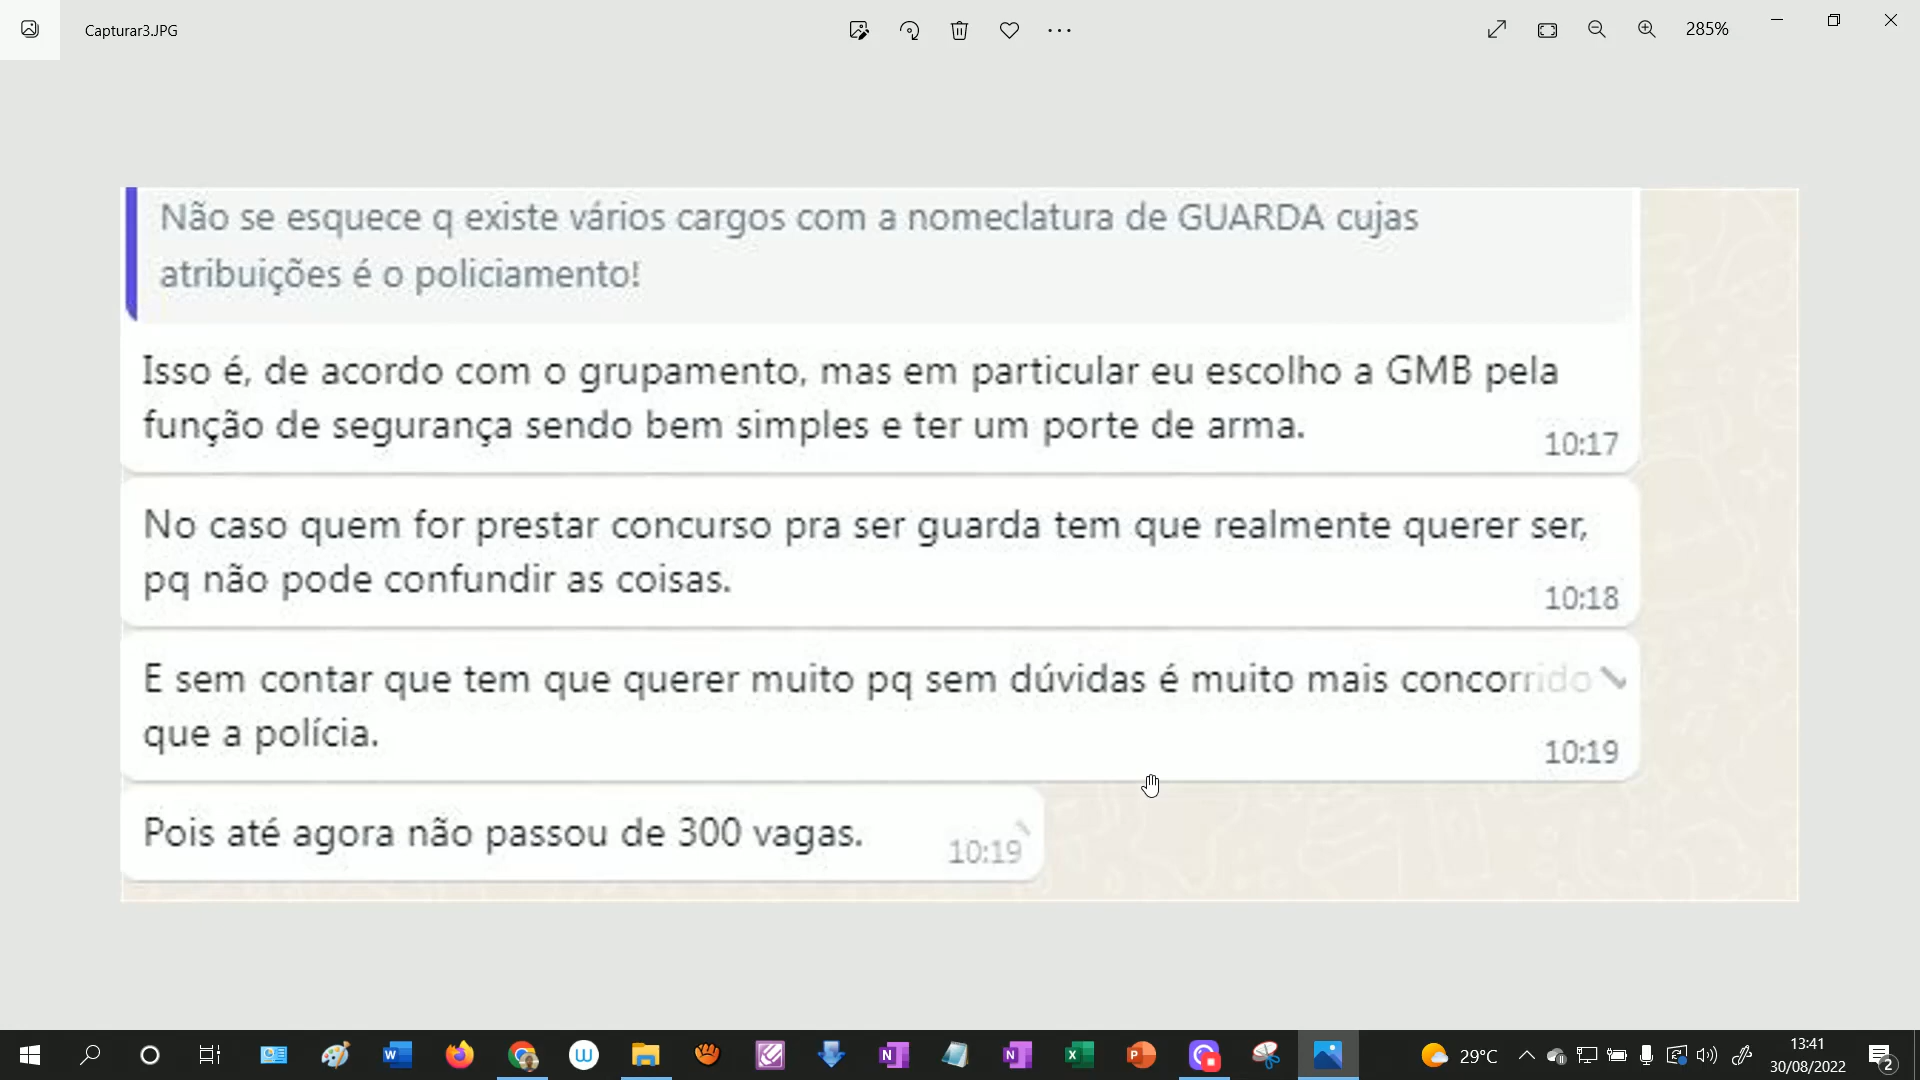 Capturar3.JPG
285%
Não se esquece q existe vários cargos com a nomeclatura de GUARDA cujas
atribuições é o policiamento!
Isso é, de acordo com o grupamento, mas em particular eu escolho a GMB pela
função de segurança sendo bem simples e ter um porte de arma.
10:17
No caso quem for prestar concurso pra ser guarda tem que realmente querer ser,
pq não pode confundir as coisas.
10:18
E sem contar que tem que querer muito pq sem dúvidas é muito mais concorrido
que a polícia.
10:19
Pois até agora não passou de 300 vagas.
10:19
29°C
13:41
30/08/2022
2